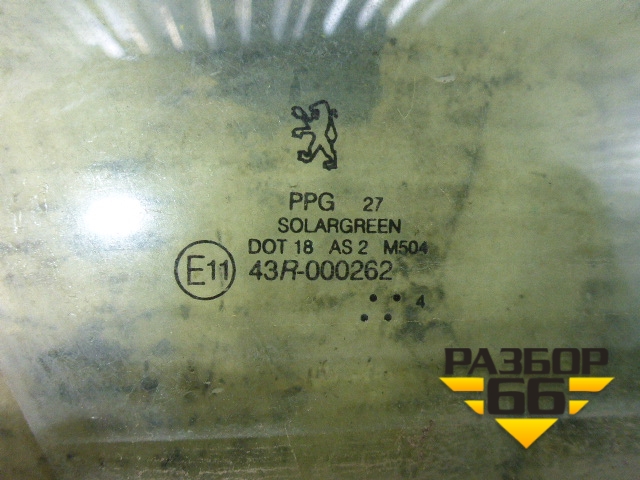 PPG 27
SOLARGREEN
DOT 18 AS 2 M504
E11 43R-000262
4
РАЗБОР
66